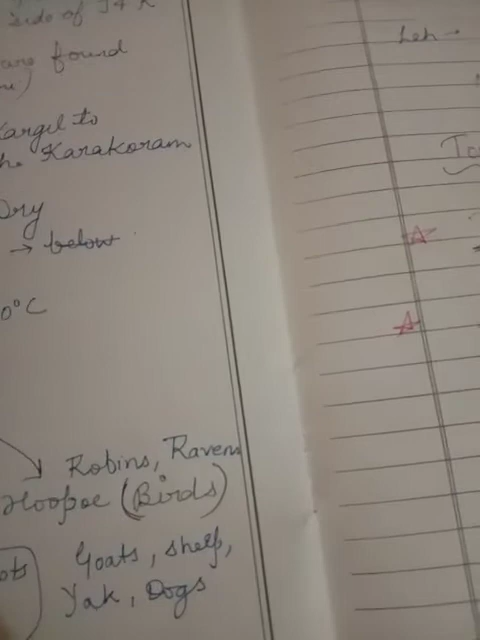 side of J & K
are found
Kargil to
the Karakoram
Dry
→ below
0°C
Robins, Ravens
Hoopoe (Birds)
Goats, sheep,
Yak, Dogs
Leh →